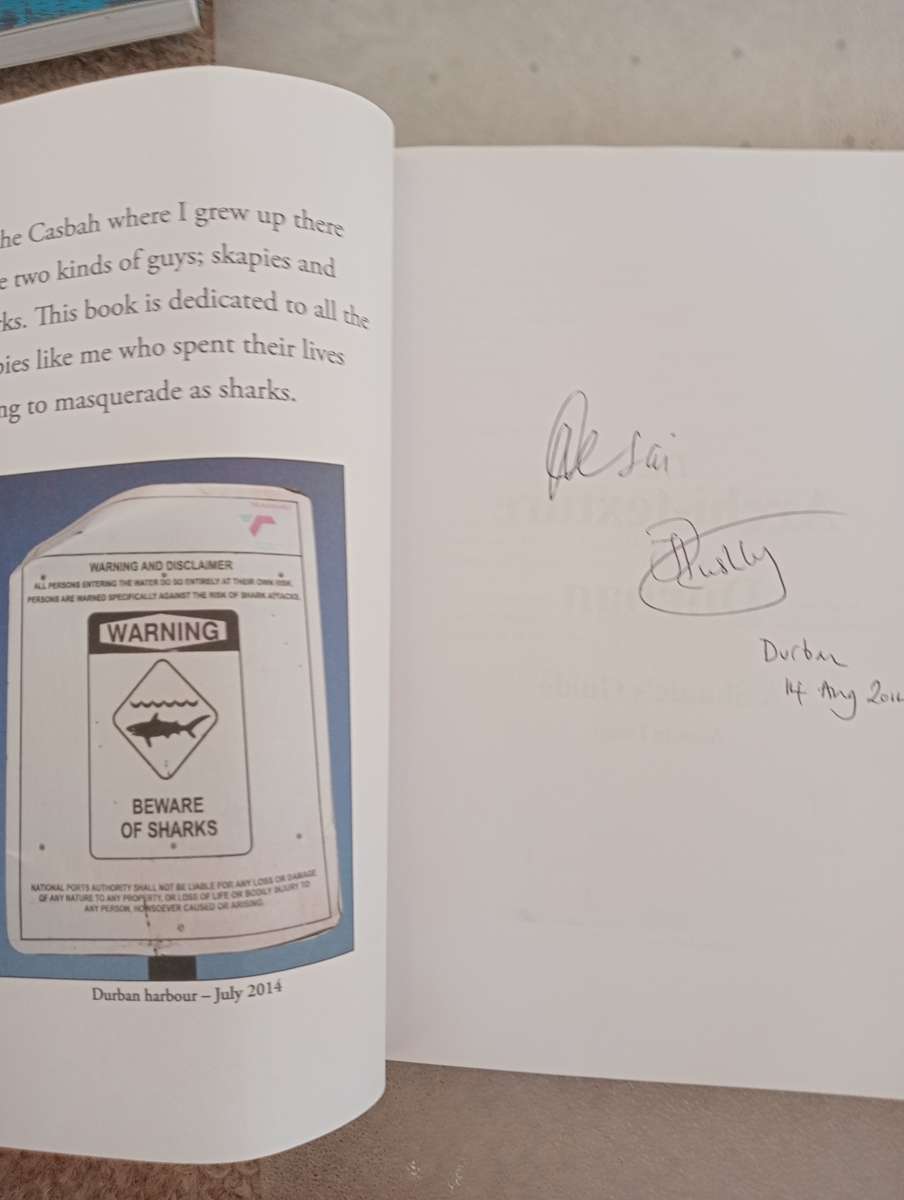 he Casbah where I grew up there
e two kinds of guys; skapies and
ks. This book is dedicated to all the
pies like me who spent their lives
ng to masquerade as sharks.
WARNING AND DISCLAIMER
ALL PERSONS ENTERING THE WATER DO SO ENTIRELY AT THEIR OWN RISK.
PERSONS ARE WARNED SPECIFICALLY AGAINST THE RISK OF SHARK ATTACKS.
WARNING
BEWARE
OF SHARKS
NATIONAL PORTS AUTHORITY SHALL NOT BE LIABLE FOR ANY LOSS OR DAMAGE
OF ANY NATURE TO ANY PROPERTY, OR LOSS OF LIFE OR BODILY INJURY TO
ANY PERSON, HOWSOEVER CAUSED OR ARISING.
Durban harbour – July 2014
Desai
Durban
14 Aug 2014